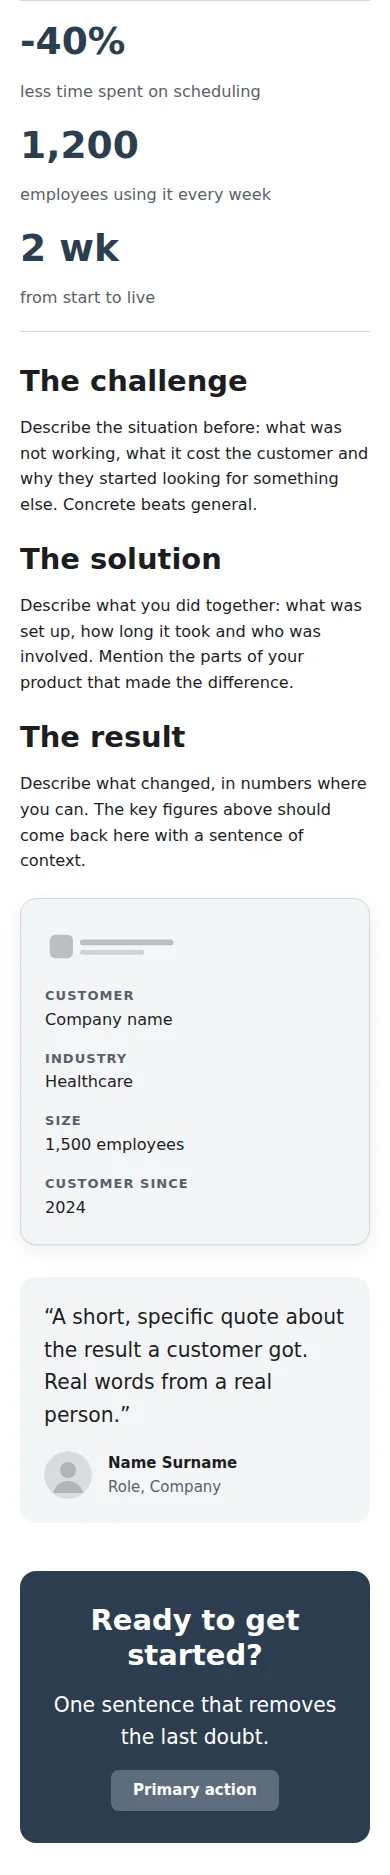 -40%
less time spent on scheduling
1,200
employees using it every week
2 wk
from start to live
The challenge
Describe the situation before: what was
not working, what it cost the customer and
why they started looking for something
else. Concrete beats general.
The solution
Describe what you did together: what was
set up, how long it took and who was
involved. Mention the parts of your
product that made the difference.
The result
Describe what changed, in numbers where
you can. The key figures above should
come back here with a sentence of
context.
CUSTOMER
Company name
INDUSTRY
Healthcare
SIZE
1,500 employees
CUSTOMER SINCE
2024
“A short, specific quote about
the result a customer got.
Real words from a real
person.”
Name Surname
Role, Company
Ready to get
started?
One sentence that removes
the last doubt.
Primary action